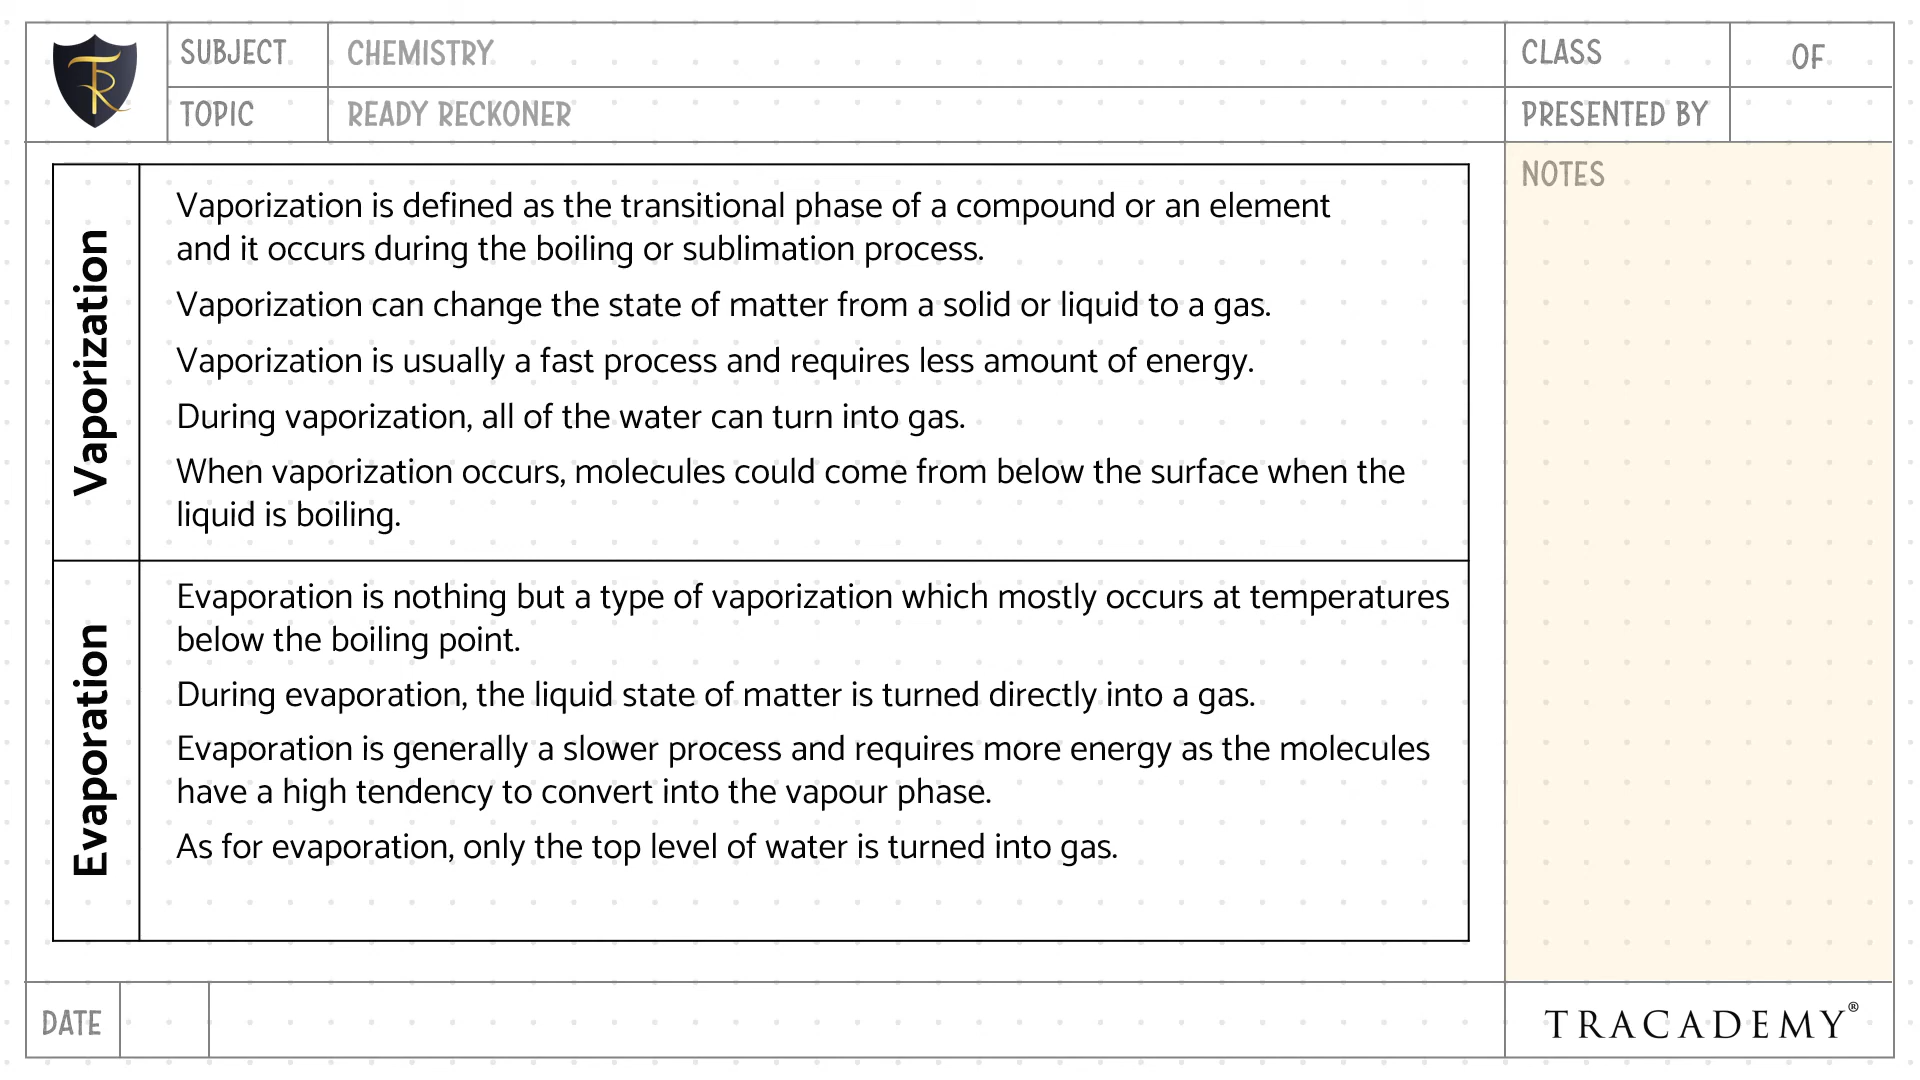 SUBJECT
CHEMISTRY
CLASS
OF
TOPIC
READY RECKONER
PRESENTED BY
NOTES
Vaporization
Vaporization is defined as the transitional phase of a compound or an element
and it occurs during the boiling or sublimation process.
Vaporization can change the state of matter from a solid or liquid to a gas.
Vaporization is usually a fast process and requires less amount of energy.
During vaporization, all of the water can turn into gas.
When vaporization occurs, molecules could come from below the surface when the
liquid is boiling.
Evaporation
Evaporation is nothing but a type of vaporization which mostly occurs at temperatures
below the boiling point.
During evaporation, the liquid state of matter is turned directly into a gas.
Evaporation is generally a slower process and requires more energy as the molecules
have a high tendency to convert into the vapour phase.
As for evaporation, only the top level of water is turned into gas.
DATE
TRACADEMY®